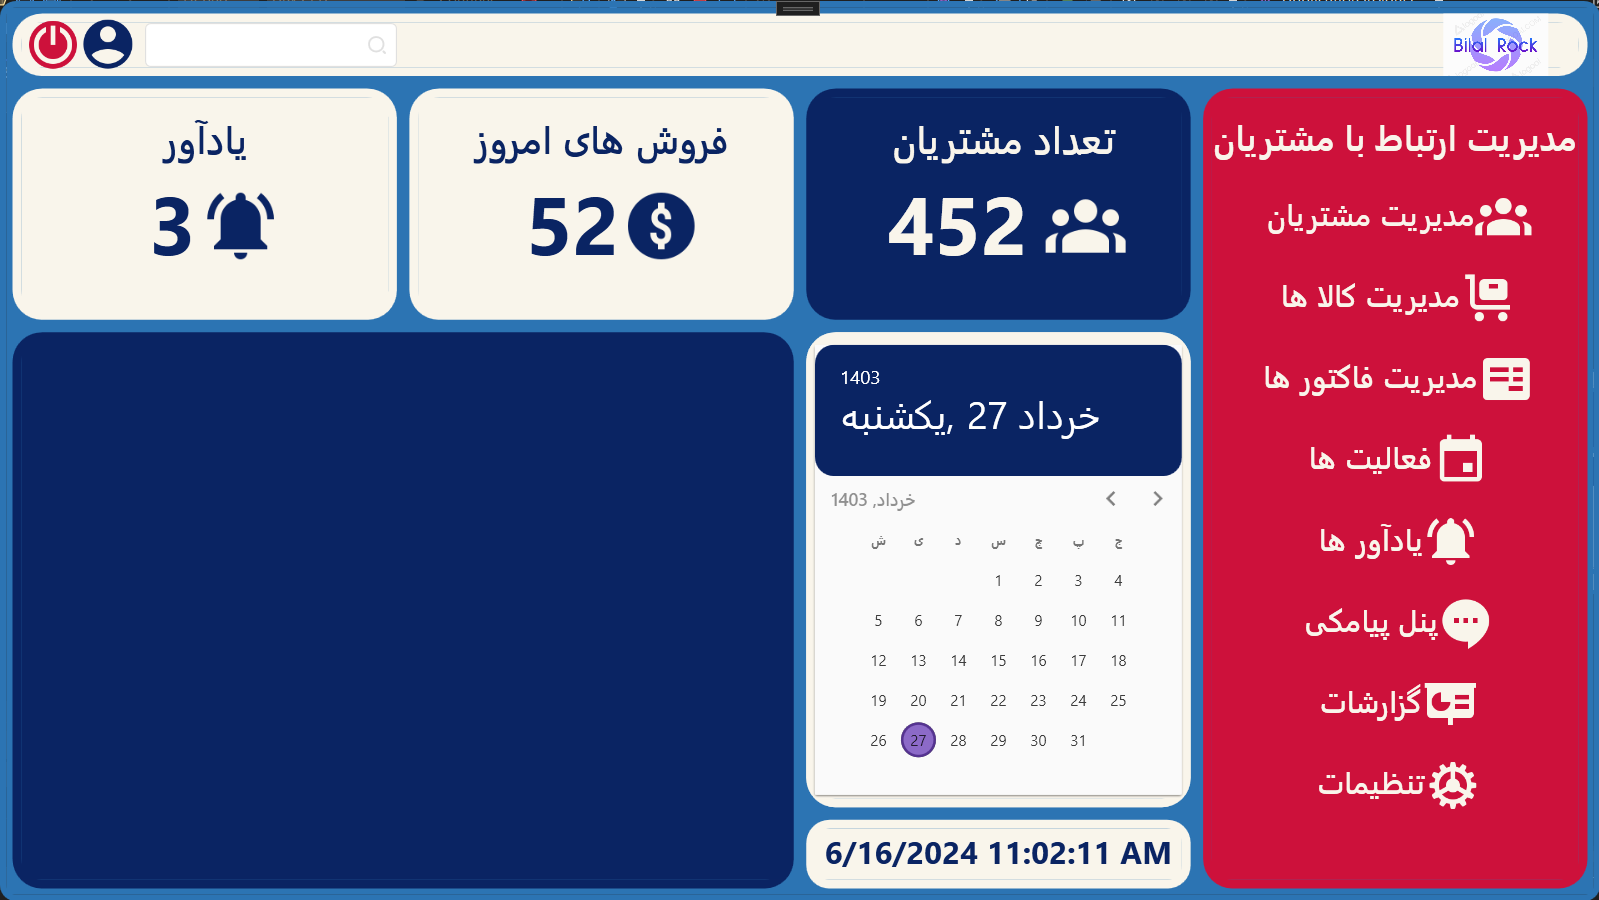 Bilal Rock
مدیریت ارتباط با مشتریان
مدیریت مشتریان
مدیریت کالا ها
مدیریت فاکتور ها
فعالیت ها
یادآور ها
پنل پیامکی
گزارشات
تنظیمات
تعداد مشتریان
452
فروش های امروز
52
یادآور
3
1403
خرداد 27 ,یکشنبه
خرداد, 1403
ش ی د س چ پ ج
1 2 3 4
5 6 7 8 9 10 11
12 13 14 15 16 17 18
19 20 21 22 23 24 25
26 27 28 29 30 31
6/16/2024 11:02:11 AM